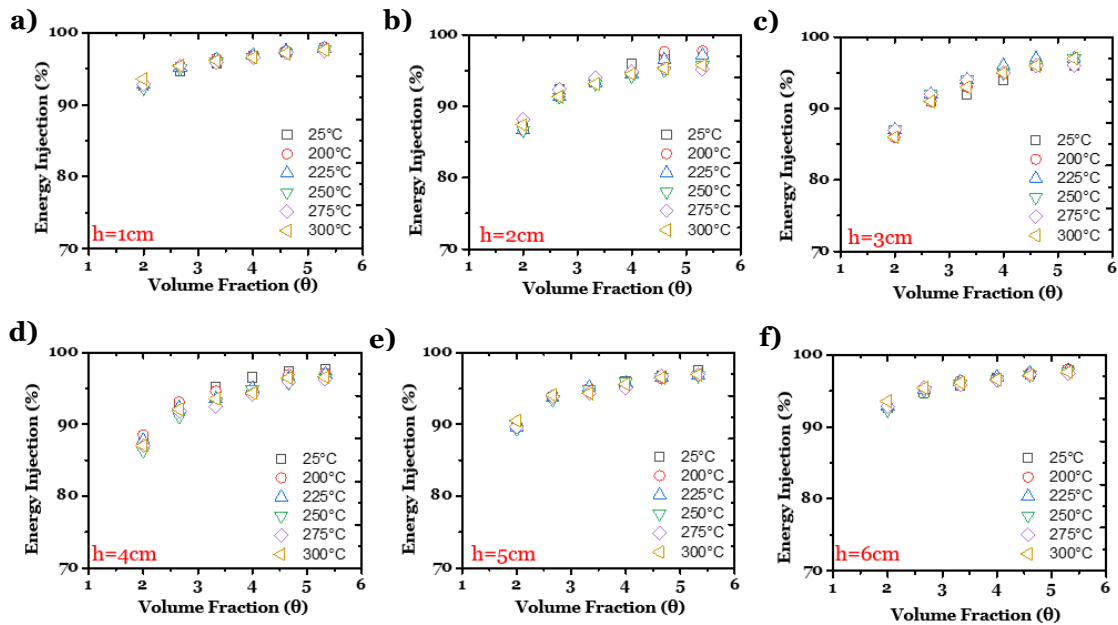 a)
100
90
80
70
Energy Injection (%)
25°C
200°C
225°C
250°C
275°C
300°C
h=1cm
1 2 3 4 5 6
Volume Fraction (θ)
b)
100
90
80
70
Energy Injection (%)
25°C
200°C
225°C
250°C
275°C
300°C
h=2cm
1 2 3 4 5 6
Volume Fraction (θ)
c)
100
90
80
70
Energy Injection (%)
25°C
200°C
225°C
250°C
275°C
300°C
h=3cm
1 2 3 4 5 6
Volume Fraction (θ)
d)
100
90
80
70
Energy Injection (%)
25°C
200°C
225°C
250°C
275°C
300°C
h=4cm
1 2 3 4 5 6
Volume Fraction (θ)
e)
100
90
80
70
Energy Injection (%)
25°C
200°C
225°C
250°C
275°C
300°C
h=5cm
1 2 3 4 5 6
Volume Fraction (θ)
f)
100
90
80
70
Energy Injection (%)
25°C
200°C
225°C
250°C
275°C
300°C
h=6cm
1 2 3 4 5 6
Volume Fraction (θ)